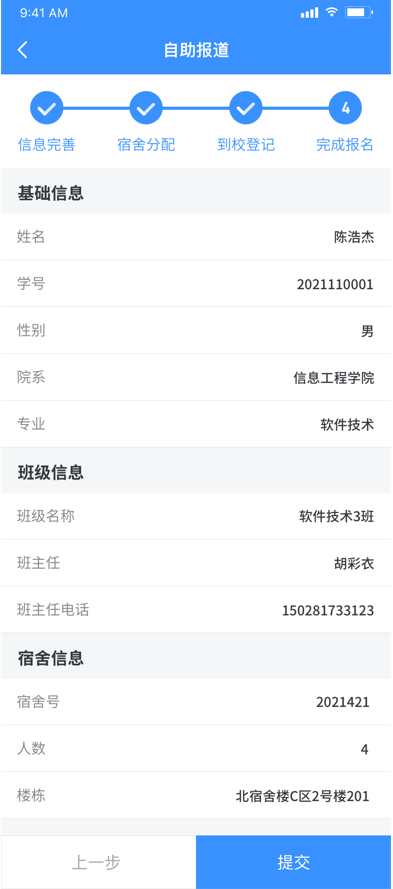 9:41 AM
自助报道
4
信息完善 宿舍分配 到校登记 完成报名
基础信息
姓名 陈浩杰
学号 2021110001
性别 男
院系 信息工程学院
专业 软件技术
班级信息
班级名称 软件技术3班
班主任 胡彩衣
班主任电话 150281733123
宿舍信息
宿舍号 2021421
人数 4
楼栋 北宿舍楼C区2号楼201
上一步 提交